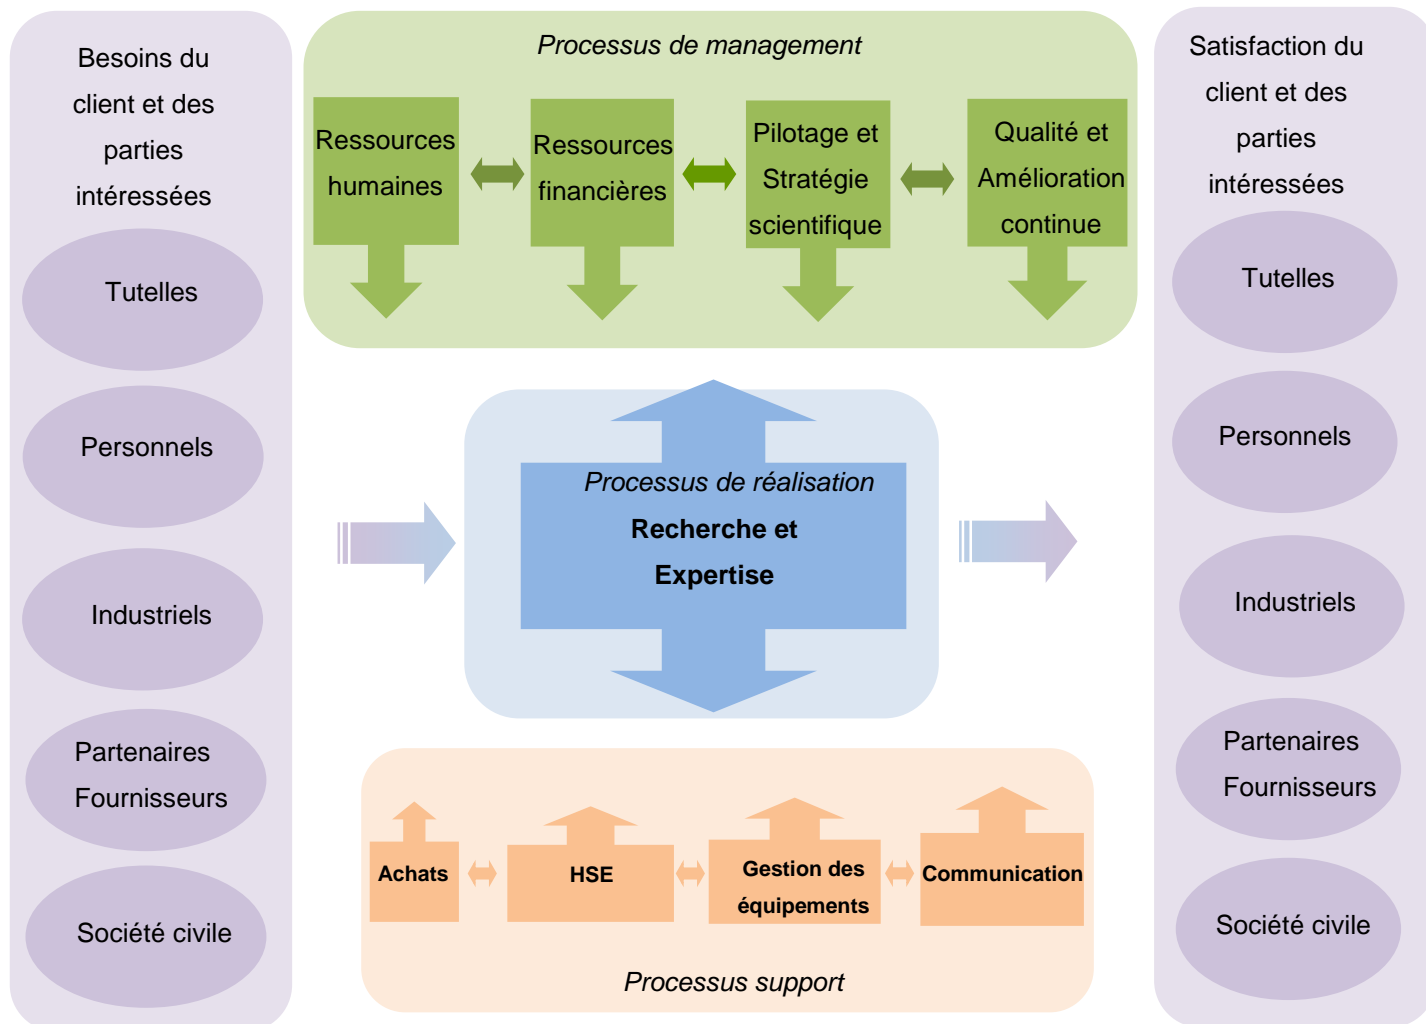 Besoins du
client et des
parties
intéressées
Tutelles
Personnels
Industriels
Partenaires
Fournisseurs
Société civile
Processus de management
Ressources
humaines
Ressources
financières
Pilotage et
Stratégie
scientifique
Qualité et
Amélioration
continue
Processus de réalisation
Recherche et
Expertise
Achats
HSE
Gestion des
équipements
Communication
Processus support
Satisfaction du
client et des
parties
intéressées
Tutelles
Personnels
Industriels
Partenaires
Fournisseurs
Société civile